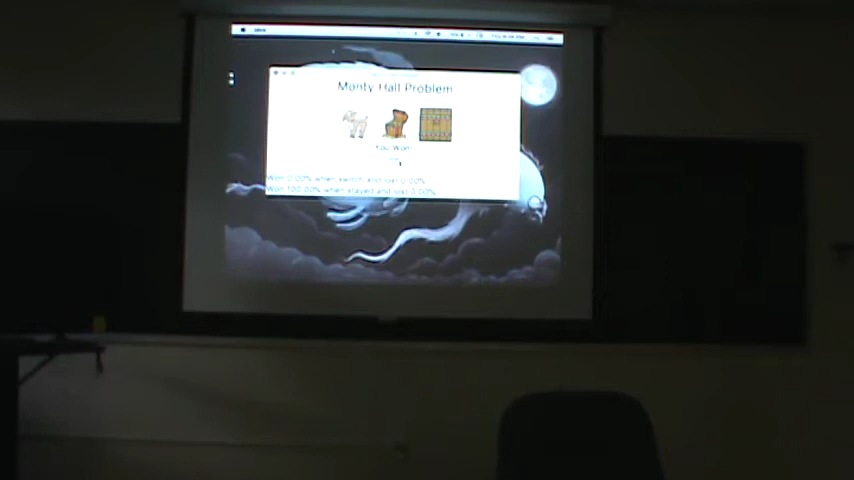 Monty Hall Problem
You Won!
Won 0.00% when switch and lost 0.00%
Won 100.00% when stayed and lost 0.00%